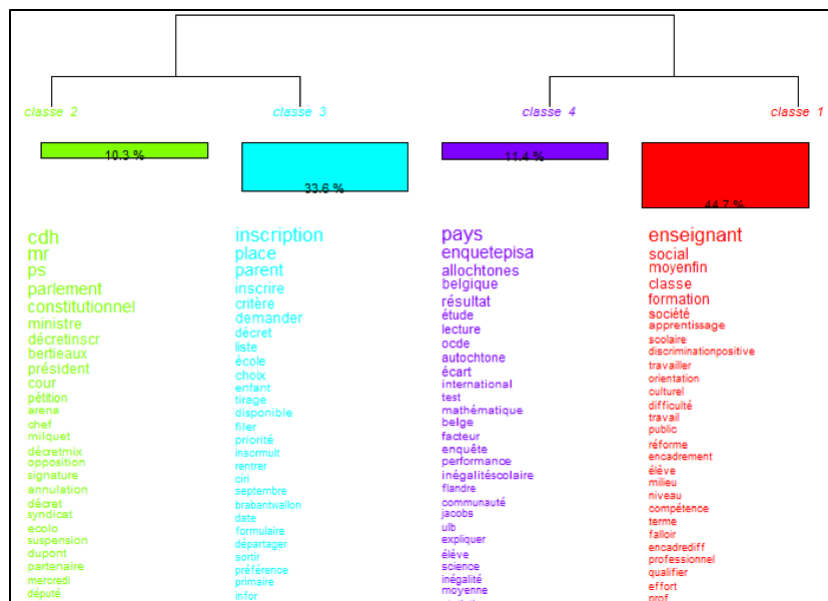 classe 2
classe 3
classe 4
classe 1
10.3 %
33.6 %
11.4 %
44.7 %
cdh
mr
ps
parlement
constitutionnel
ministre
décretinscr
bertieaux
président
cour
pétition
arena
chef
milquet
décretmix
opposition
signature
annulation
décret
syndicat
ecolo
suspension
dupont
partenaire
mercredi
député
inscription
place
parent
inscrire
critère
demander
décret
liste
école
choix
enfant
tirage
disponible
filer
priorité
inscrmult
rentrer
ciri
septembre
brabantwallon
date
formulaire
départager
sortir
préférence
primaire
infor
pays
enquetepisa
allochtones
belgique
résultat
étude
lecture
ocde
autochtone
écart
international
test
mathématique
belge
facteur
enquête
performance
inégalitéscolaire
flandre
communauté
jacobs
ulb
expliquer
élève
science
inégalité
moyenne
enseignant
social
moyenfin
classe
formation
société
apprentissage
scolaire
discriminationpositive
travailler
orientation
culturel
difficulté
travail
public
réforme
encadrement
élève
milieu
niveau
compétence
terme
falloir
encadrediff
professionnel
qualifier
effort
prof